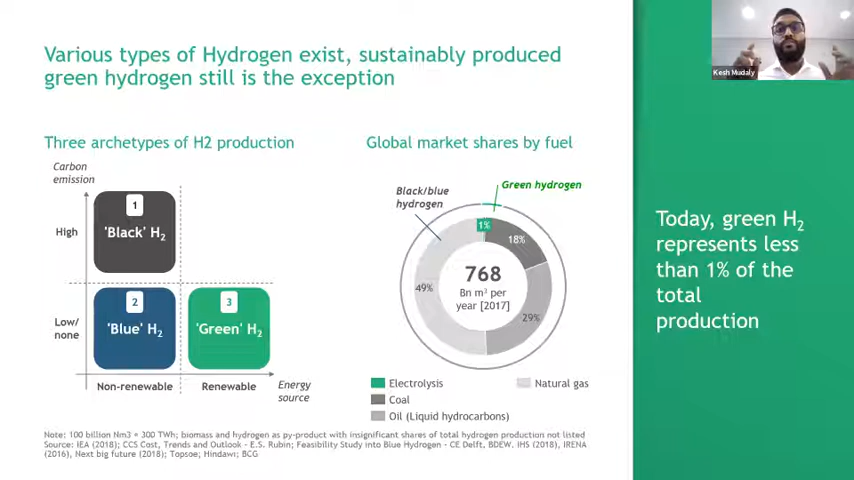 Various types of Hydrogen exist, sustainably produced
green hydrogen still is the exception
Kesh Mudaly
Three archetypes of H2 production
Carbon
emission
High
1
'Black' H₂
Low/
none
2
'Blue' H₂
3
'Green' H₂
Non-renewable
Renewable
Energy
source
Global market shares by fuel
Black/blue
hydrogen
Green hydrogen
1%
18%
49%
29%
768
Bn m³ per
year [2017]
Electrolysis
Natural gas
Coal
Oil (Liquid hydrocarbons)
Today, green H₂
represents less
than 1% of the
total
production
Note: 100 billion Nm3 = 300 TWh; biomass and hydrogen as py-product with insignificant shares of total hydrogen production not listed
Source: IEA (2018); CCS Cost, Trends and Outlook - E.S. Rubin; Feasibility Study into Blue Hydrogen - CE Delft, BDEW. IHS (2018), IRENA
(2016), Next big future (2018); Topsoe; Hindawi; BCG